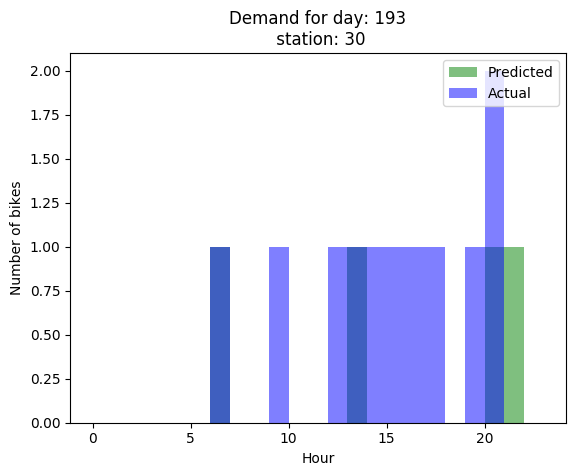 Demand for day: 193
station: 30
Predicted
Actual
2.00
1.75
1.50
1.25
1.00
0.75
0.50
0.25
0.00
Number of bikes
0 5 10 15 20
Hour